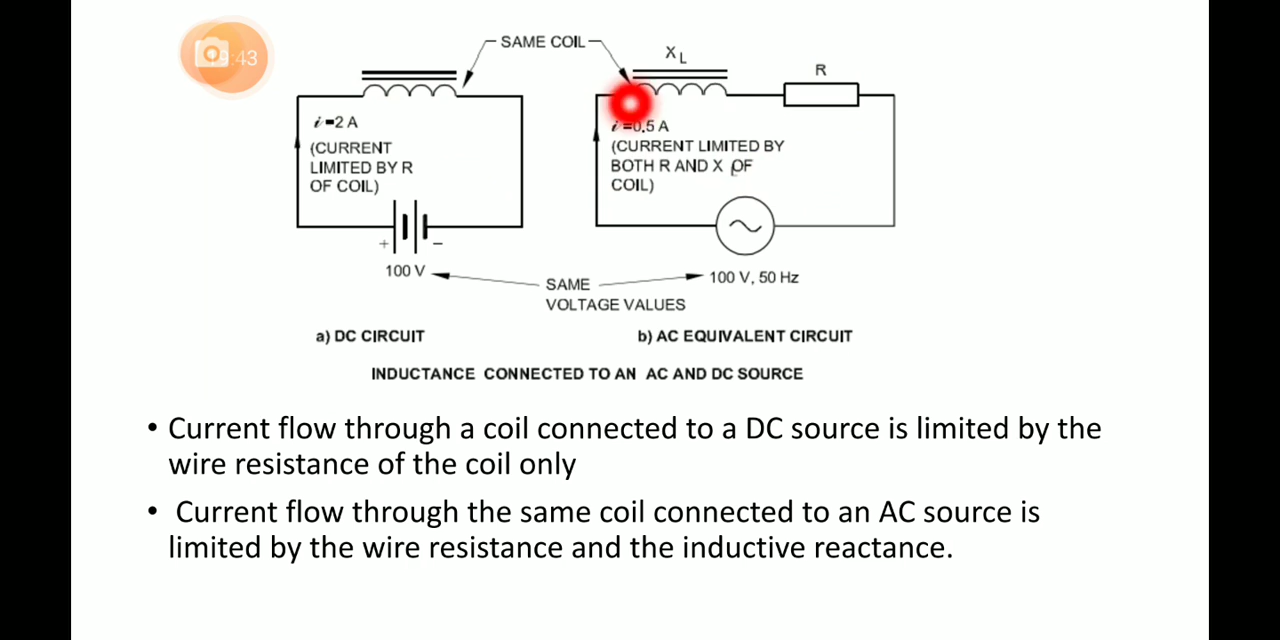 :43
SAME COIL
X L
R
i = 2 A
(CURRENT
LIMITED BY R
OF COIL)
+ −
100 V
i =0.5 A
(CURRENT LIMITED BY
BOTH R AND X OF
COIL)
100 V, 50 Hz
SAME
VOLTAGE VALUES
a) DC CIRCUIT
b) AC EQUIVALENT CIRCUIT
INDUCTANCE CONNECTED TO AN AC AND DC SOURCE
• Current flow through a coil connected to a DC source is limited by the
wire resistance of the coil only
• Current flow through the same coil connected to an AC source is
limited by the wire resistance and the inductive reactance.